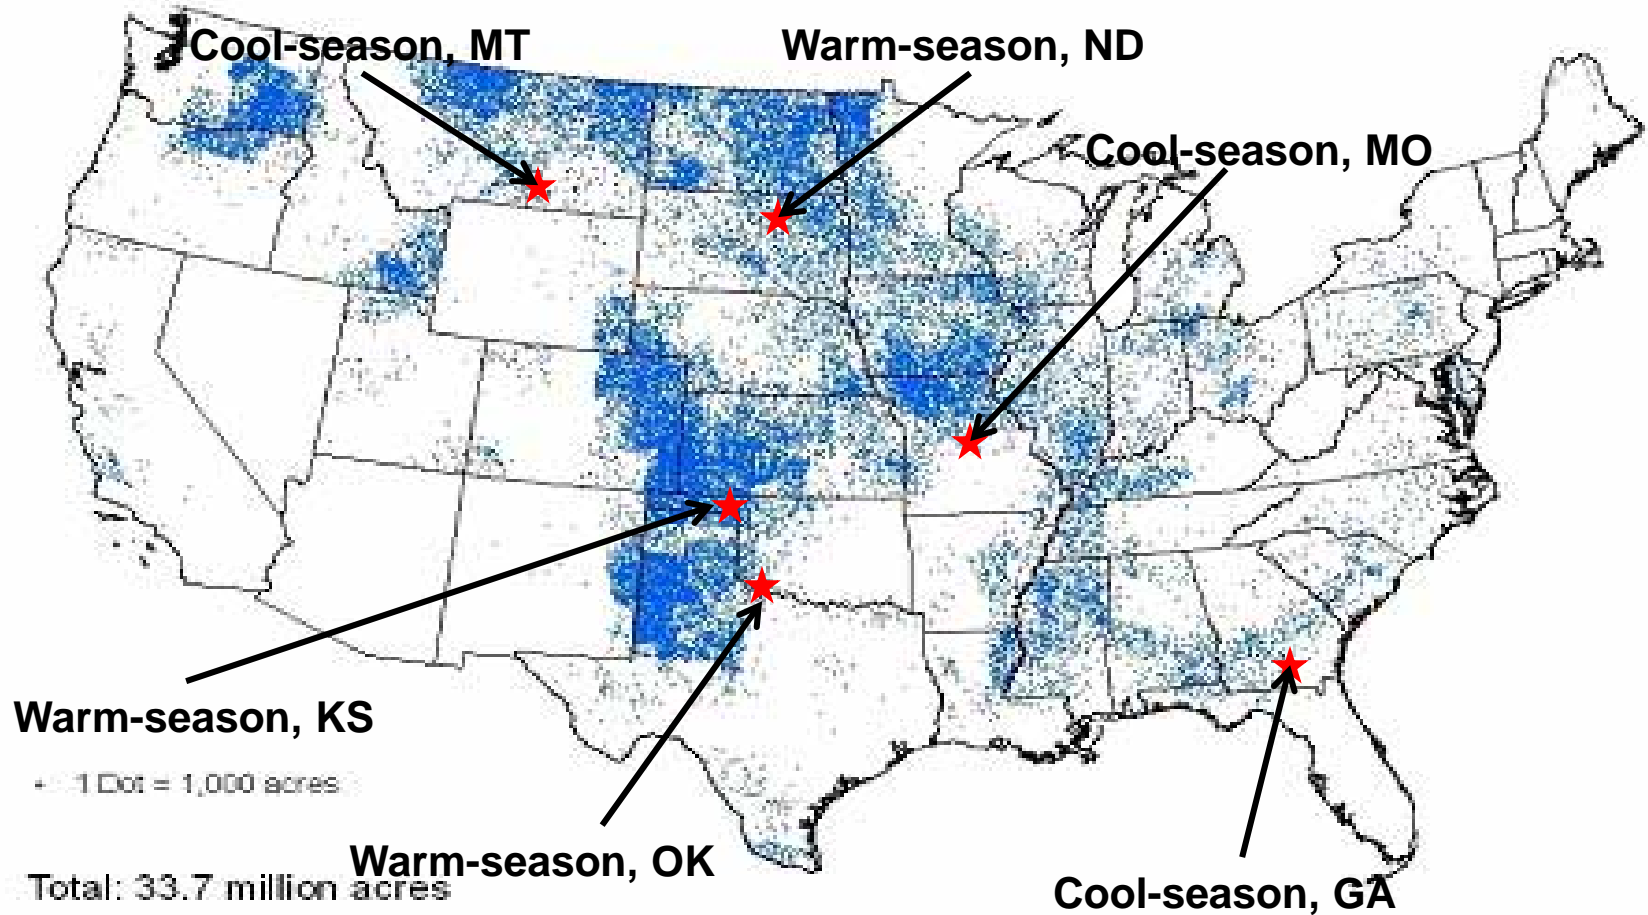 Cool-season, MT
Warm-season, ND
Cool-season, MO
Warm-season, KS
1 Dot = 1,000 acres
Warm-season, OK
Total: 33.7 million acres
Cool-season, GA